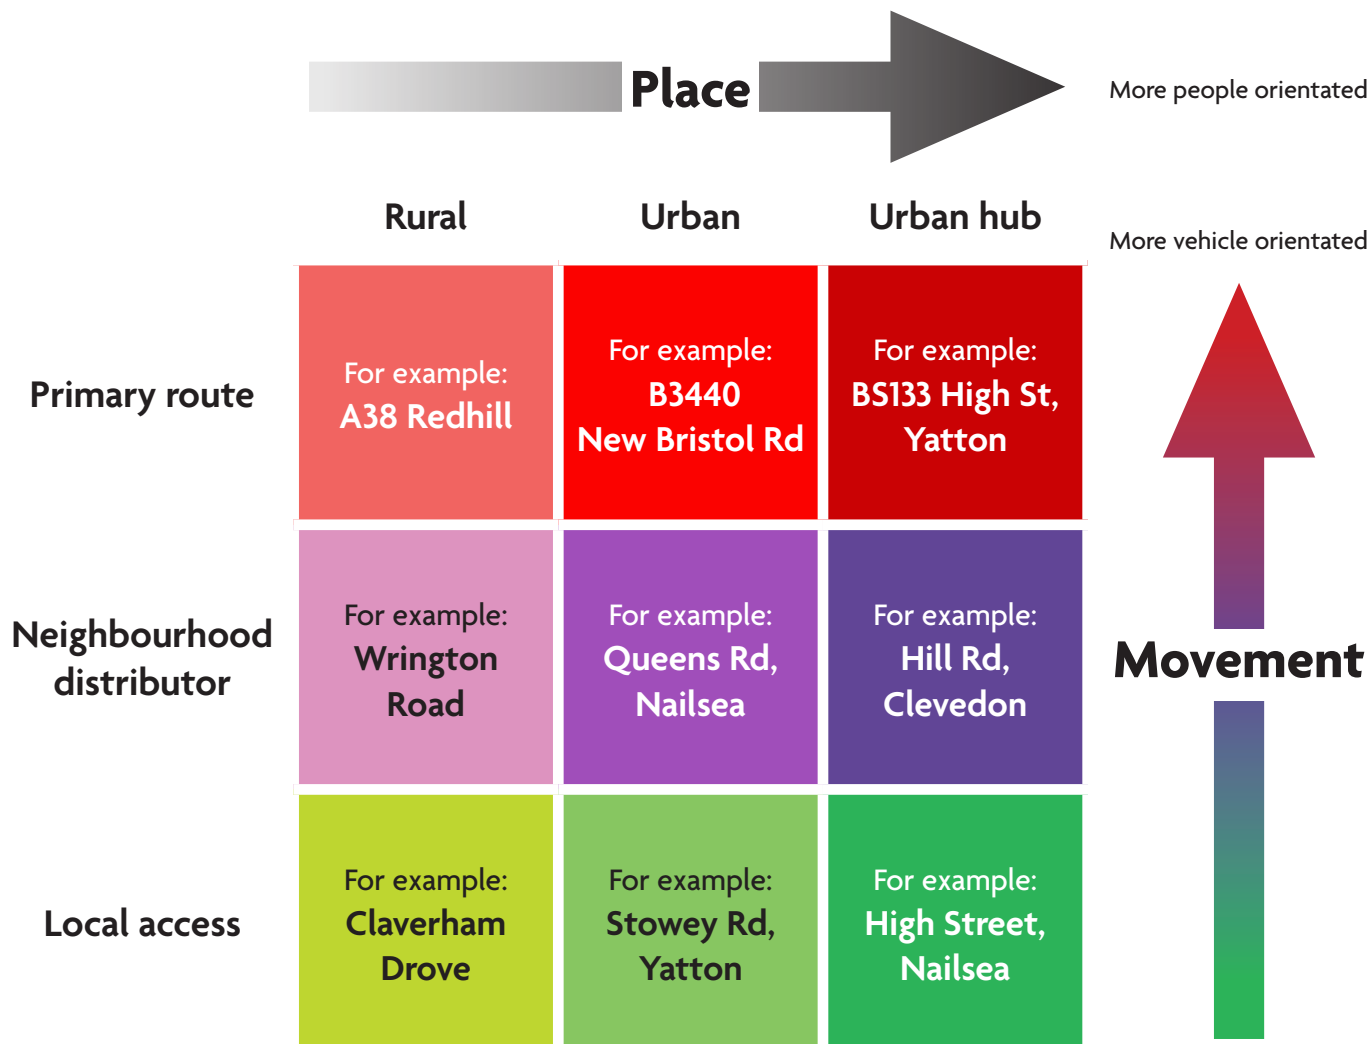 Place
More people orientated
Rural
Urban
Urban hub
More vehicle orientated
Primary route
For example:
A38 Redhill
For example:
B3440
New Bristol Rd
For example:
BS133 High St,
Yatton
Neighbourhood
distributor
For example:
Wrington
Road
For example:
Queens Rd,
Nailsea
For example:
Hill Rd,
Clevedon
Movement
Local access
For example:
Claverham
Drove
For example:
Stowey Rd,
Yatton
For example:
High Street,
Nailsea